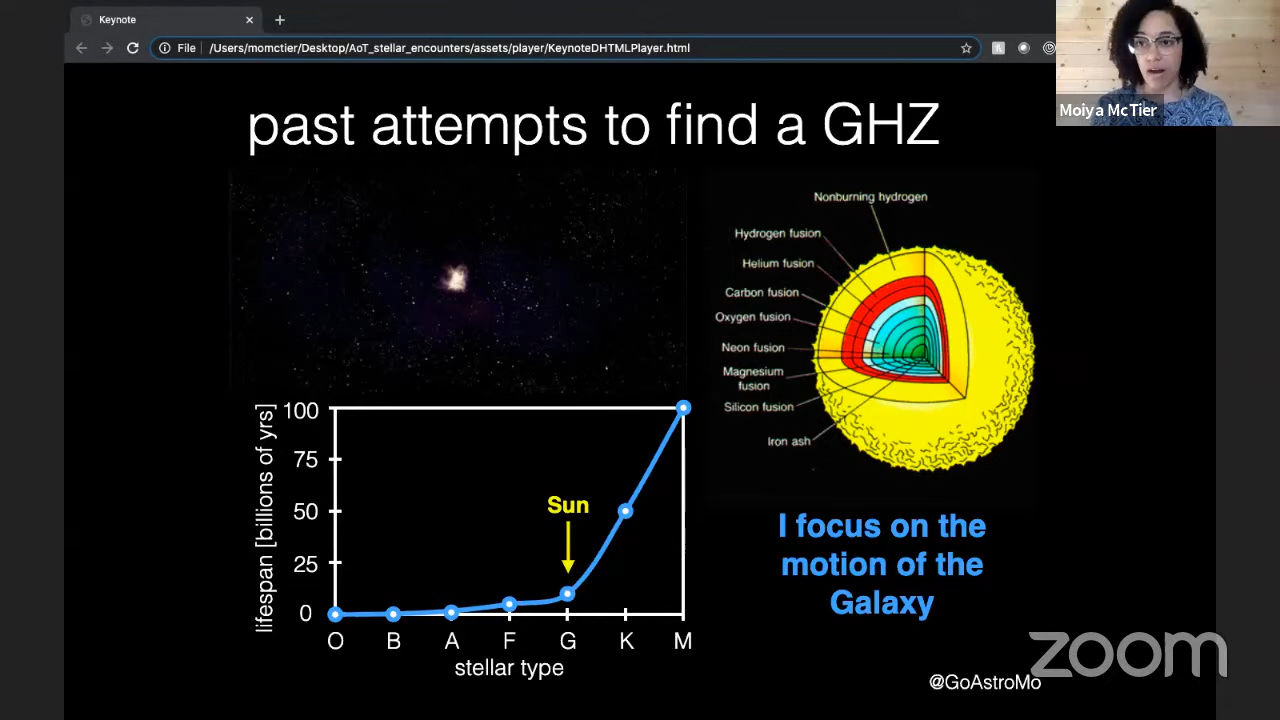 Keynote
File
/Users/momctier/Desktop/AoT_stellar_encounters/assets/player/KeynoteDHTMLPlayer.html
Moiya McTier
past attempts to find a GHZ
Nonburning hydrogen
Hydrogen fusion
Helium fusion
Carbon fusion
Oxygen fusion
Neon fusion
Magnesium
fusion
Silicon fusion
Iron ash
lifespan [billions of yrs]
100
75
50
25
0
Sun
O B A F G K M
stellar type
I focus on the
motion of the
Galaxy
zoom
@GoAstroMo